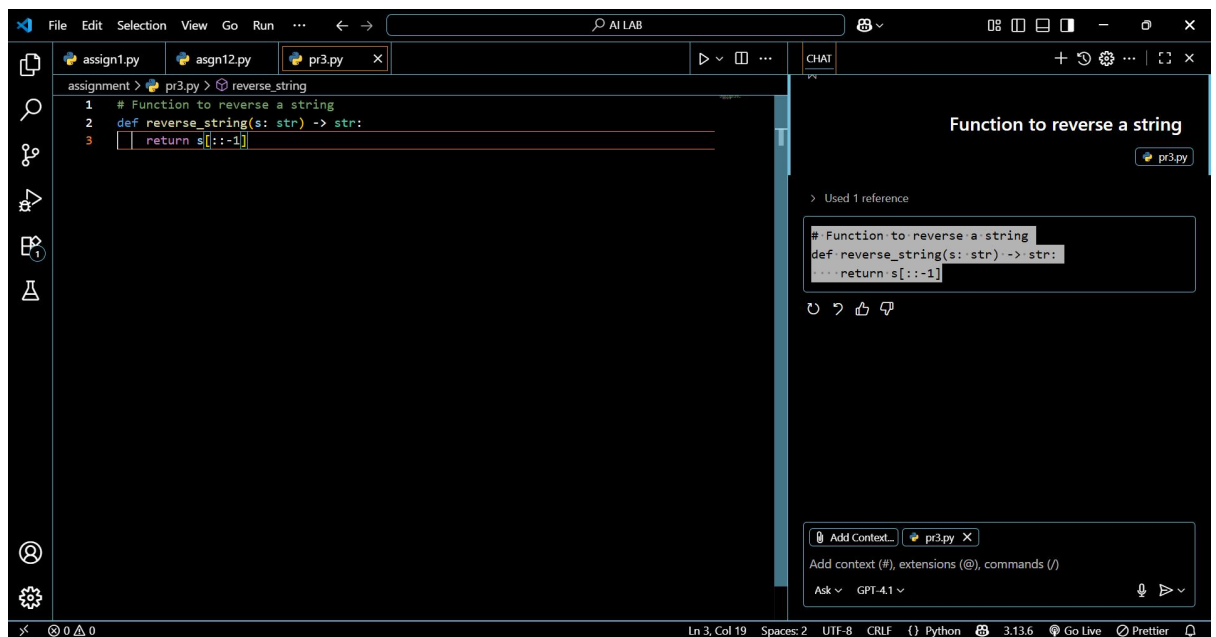 File Edit Selection View Go Run ··· ← → AI LAB
assign1.py asgn12.py pr3.py ×
assignment > pr3.py > reverse_string
1 # Function to reverse a string
2 def reverse_string(s: str) -> str:
3 return s[::-1]
CHAT
Function to reverse a string
pr3.py
> Used 1 reference
# Function to reverse a string
def reverse_string(s: str) -> str:
return s[::-1]
Add Context... pr3.py ×
Add context (#), extensions (@), commands (/)
Ask GPT-4.1
1
0 0 Ln 3, Col 19 Spaces: 2 UTF-8 CRLF {} Python 3.13.6 Go Live Prettier